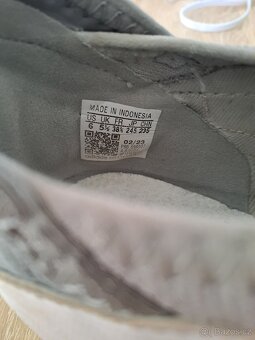 MADE IN INDONESIA
US UK FR JP CHN
6 5½ 38⅔ 245 235
02/23